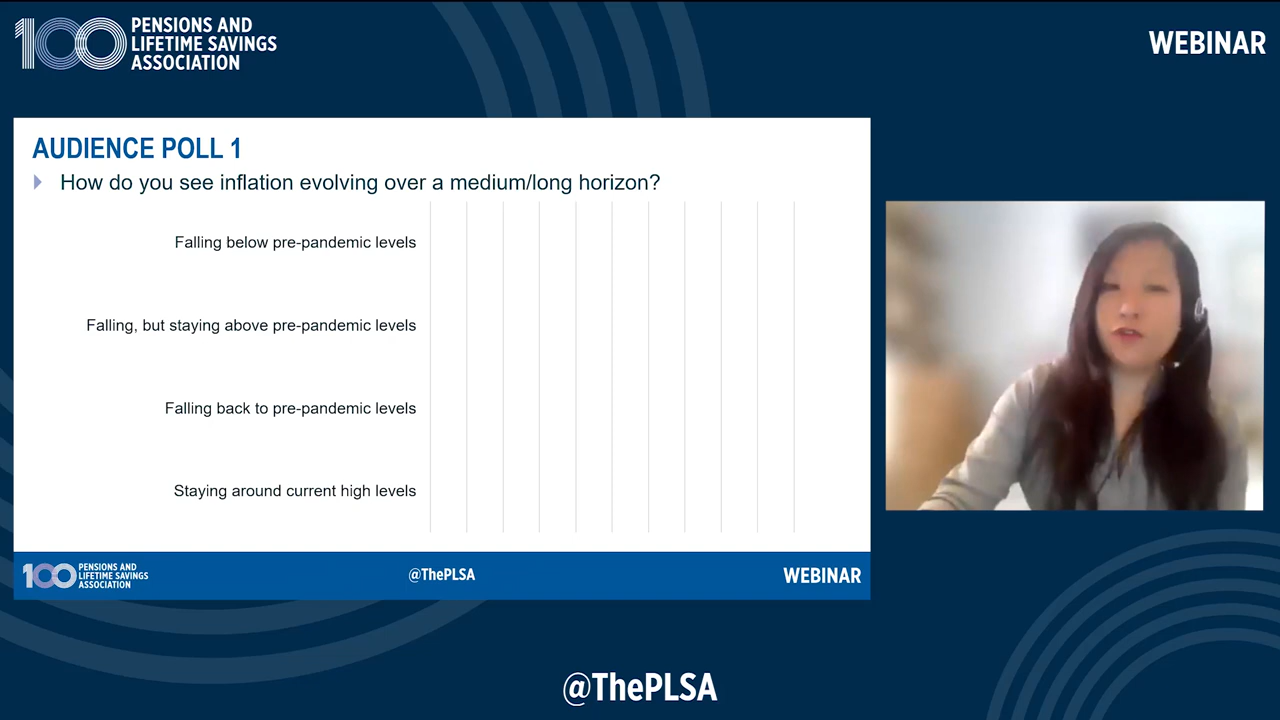 100 PENSIONS AND
LIFETIME SAVINGS
ASSOCIATION
WEBINAR
AUDIENCE POLL 1
How do you see inflation evolving over a medium/long horizon?
Falling below pre-pandemic levels
Falling, but staying above pre-pandemic levels
Falling back to pre-pandemic levels
Staying around current high levels
100 PENSIONS AND
LIFETIME SAVINGS
ASSOCIATION
@ThePLSA
WEBINAR
@ThePLSA